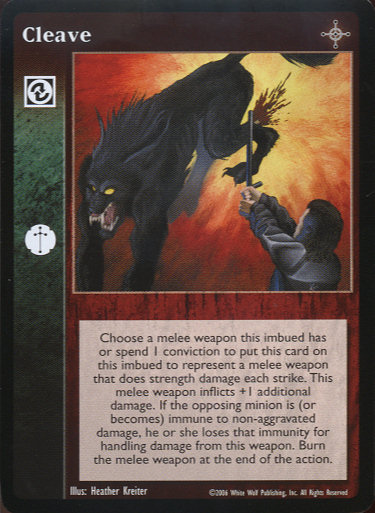 Cleave
Choose a melee weapon this imbued has
or spend 1 conviction to put this card on
this imbued to represent a melee weapon
that does strength damage each strike. This
melee weapon inflicts +1 additional
damage. If the opposing minion is (or
becomes) immune to non-aggravated
damage, he or she loses that immunity for
handling damage from this weapon. Burn
the melee weapon at the end of the action.
Illus: Heather Kreiter ©2006 White Wolf Publishing, Inc. All Rights Reserved